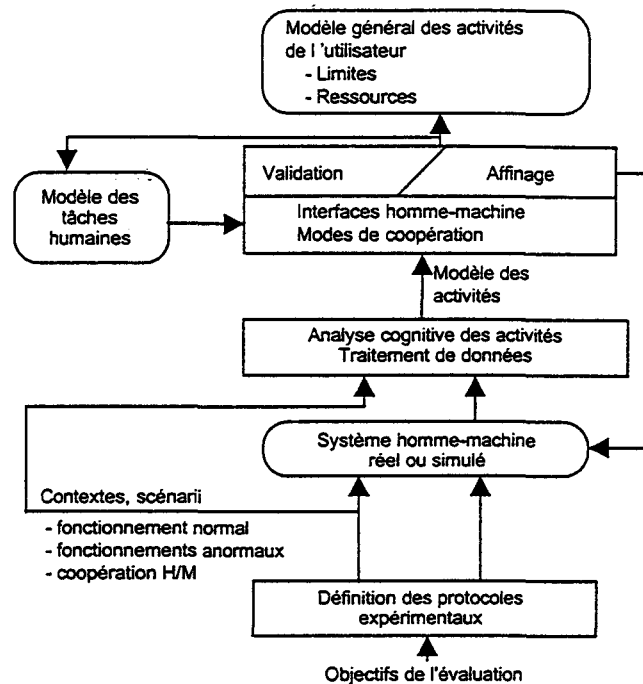 Modèle général des activités
de l 'utilisateur
- Limites
- Ressources
Validation
Affinage
Modèle des
tâches
humaines
Interfaces homme-machine
Modes de coopération
Modèle des
activités
Analyse cognitive des activités
Traitement de données
Système homme-machine
réel ou simulé
Contextes, scénarii
- fonctionnement normal
- fonctionnements anormaux
- coopération H/M
Définition des protocoles
expérimentaux
Objectifs de l'évaluation